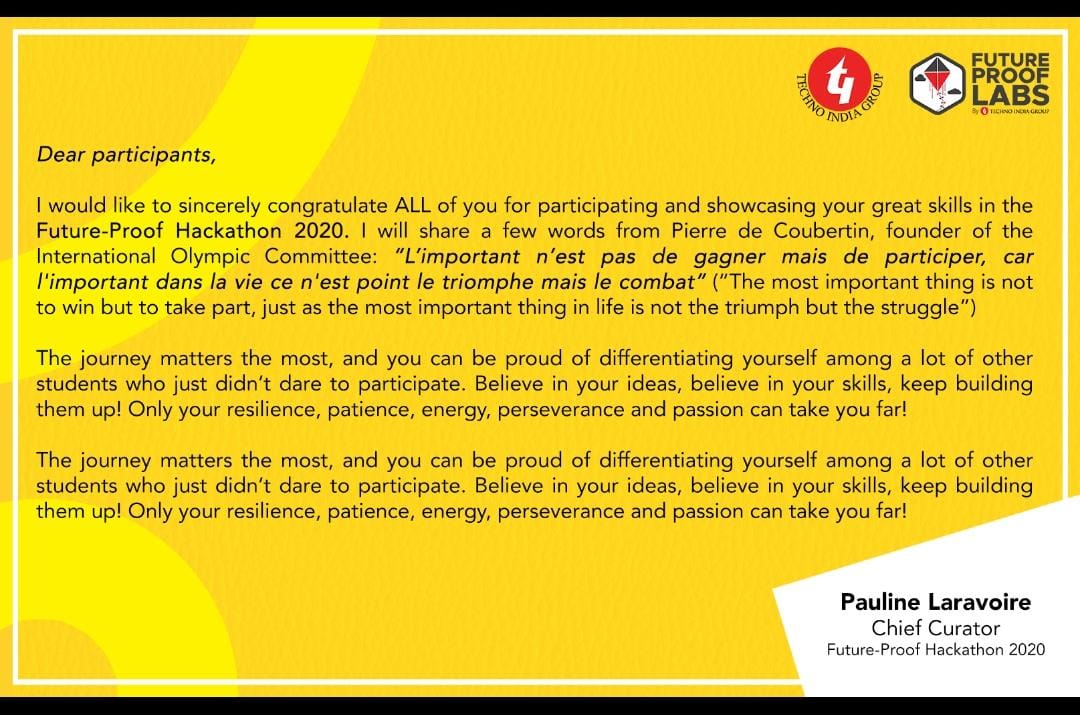 TECHNO INDIA GROUP
FUTURE
PROOF
LABS
By TECHNO INDIA GROUP
Dear participants,
I would like to sincerely congratulate ALL of you for participating and showcasing your great skills in the
Future-Proof Hackathon 2020. I will share a few words from Pierre de Coubertin, founder of the
International Olympic Committee: “L’important n’est pas de gagner mais de participer, car
l'important dans la vie ce n'est point le triomphe mais le combat” (“The most important thing is not
to win but to take part, just as the most important thing in life is not the triumph but the struggle”)
The journey matters the most, and you can be proud of differentiating yourself among a lot of other
students who just didn’t dare to participate. Believe in your ideas, believe in your skills, keep building
them up! Only your resilience, patience, energy, perseverance and passion can take you far!
The journey matters the most, and you can be proud of differentiating yourself among a lot of other
students who just didn’t dare to participate. Believe in your ideas, believe in your skills, keep building
them up! Only your resilience, patience, energy, perseverance and passion can take you far!
Pauline Laravoire
Chief Curator
Future-Proof Hackathon 2020